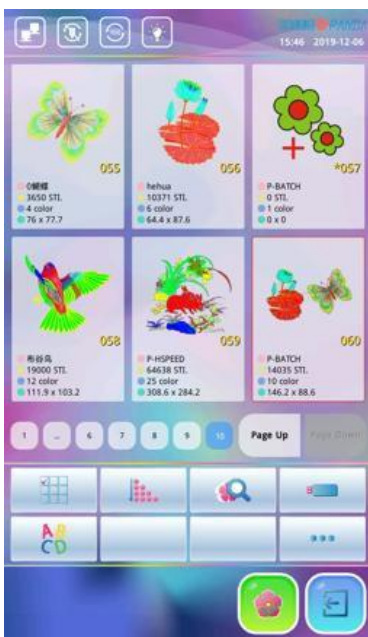 15:46 2019-12-06
055
O蝴蝶
3650 STI.
4 color
76 x 77.7
056
hehua
10371 STI.
6 color
64.4 x 87.6
*057
P-BATCH
0 STI.
1 color
0 x 0
058
布谷鸟
19000 STI.
12 color
111.9 x 103.2
059
P-HSPEED
64638 STI.
25 color
308.6 x 284.2
060
P-BATCH
14035 STI.
10 color
146.2 x 88.6
1 .. 6 7 8 9 10 Page Up Page Down
AB
CD